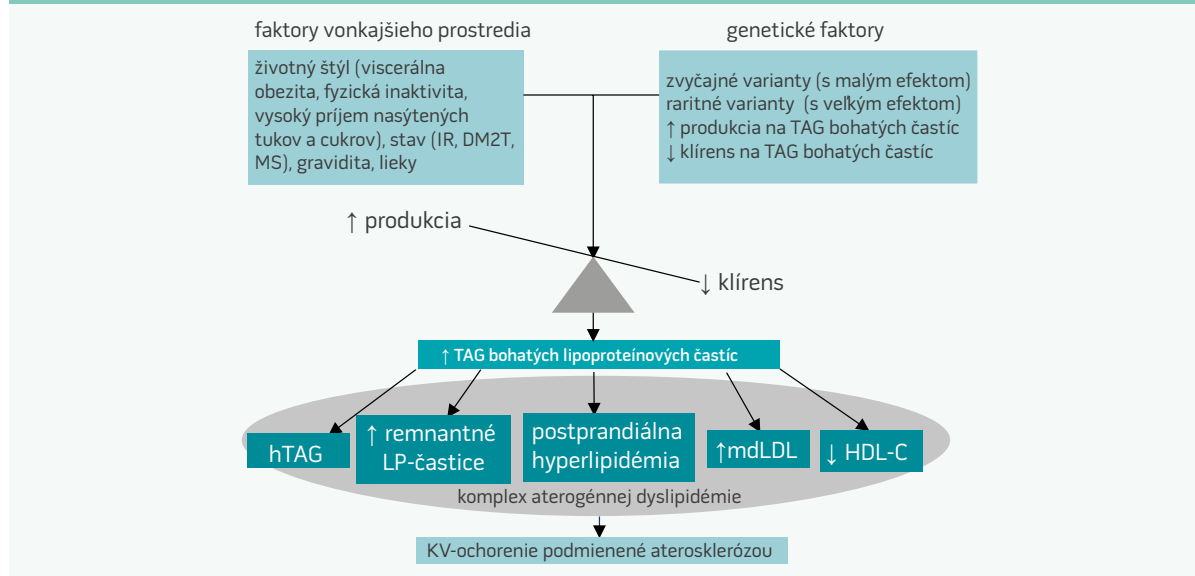 faktory vonkajšieho prostredia
životný štýl (viscerálna
obezita, fyzická inaktivita,
vysoký príjem nasýtených
tukov a cukrov), stav (IR, DM2T,
MS), gravidita, lieky
genetické faktory
zvyčajné varianty (s malým efektom)
raritné varianty (s veľkým efektom)
↑ produkcia na TAG bohatých častíc
↓ klírens na TAG bohatých častíc
↑ produkcia
↓ klírens
↑ TAG bohatých lipoproteínových častíc
hTAG
↑ remnantné
LP-častice
postprandiálna
hyperlipidémia
↑mdLDL
↓ HDL-C
komplex aterogénnej dyslipidémie
KV-ochorenie podmienené aterosklerózou